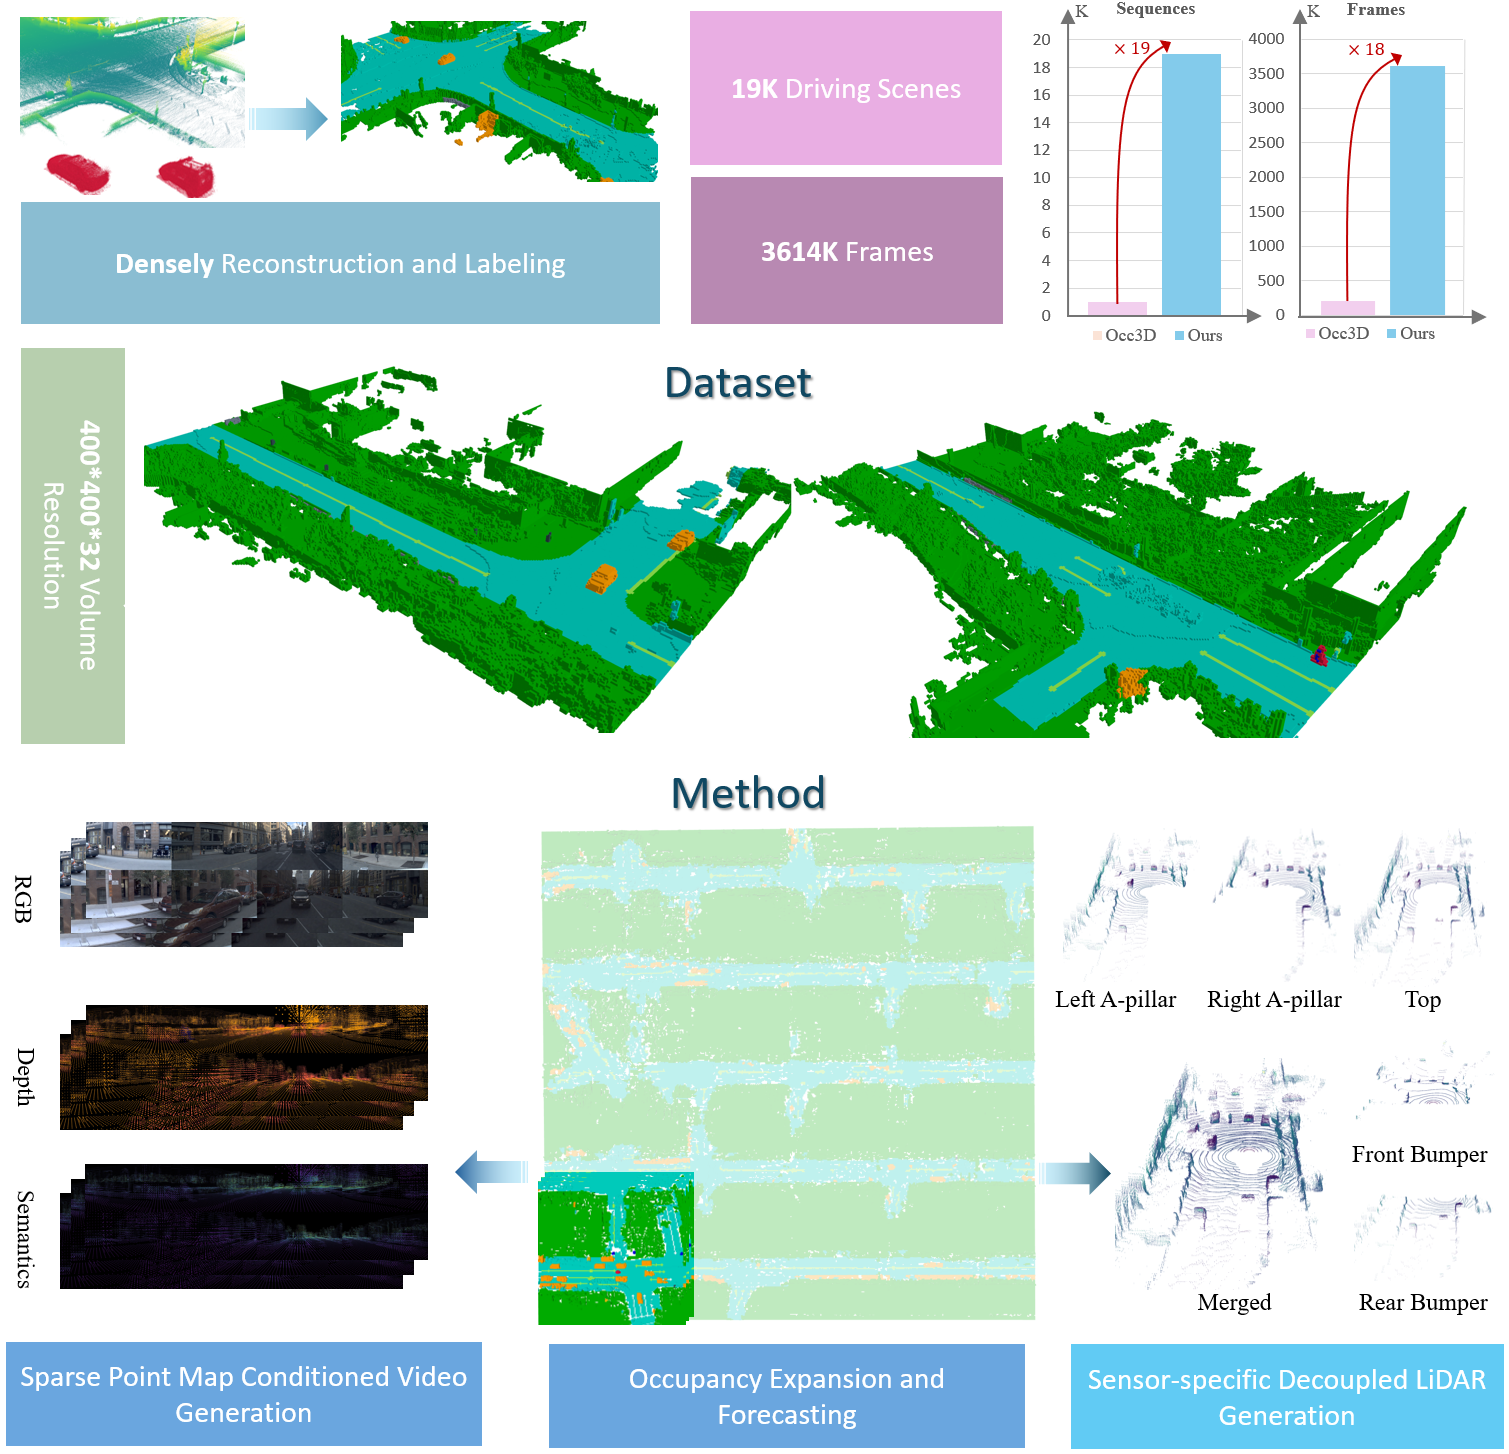 Densely Reconstruction and Labeling
19K Driving Scenes
3614K Frames
K Sequences
20
18
16
14
12
10
8
6
4
2
0
× 19
Occ3D Ours
K Frames
4000
3500
3000
2500
2000
1500
1000
500
0
× 18
Occ3D Ours
400*400*32 Volume
Resolution
Dataset
Method
RGB
Depth
Semantics
Left A-pillar Right A-pillar Top
Front Bumper
Merged Rear Bumper
Sparse Point Map Conditioned Video
Generation
Occupancy Expansion and
Forecasting
Sensor-specific Decoupled LiDAR
Generation